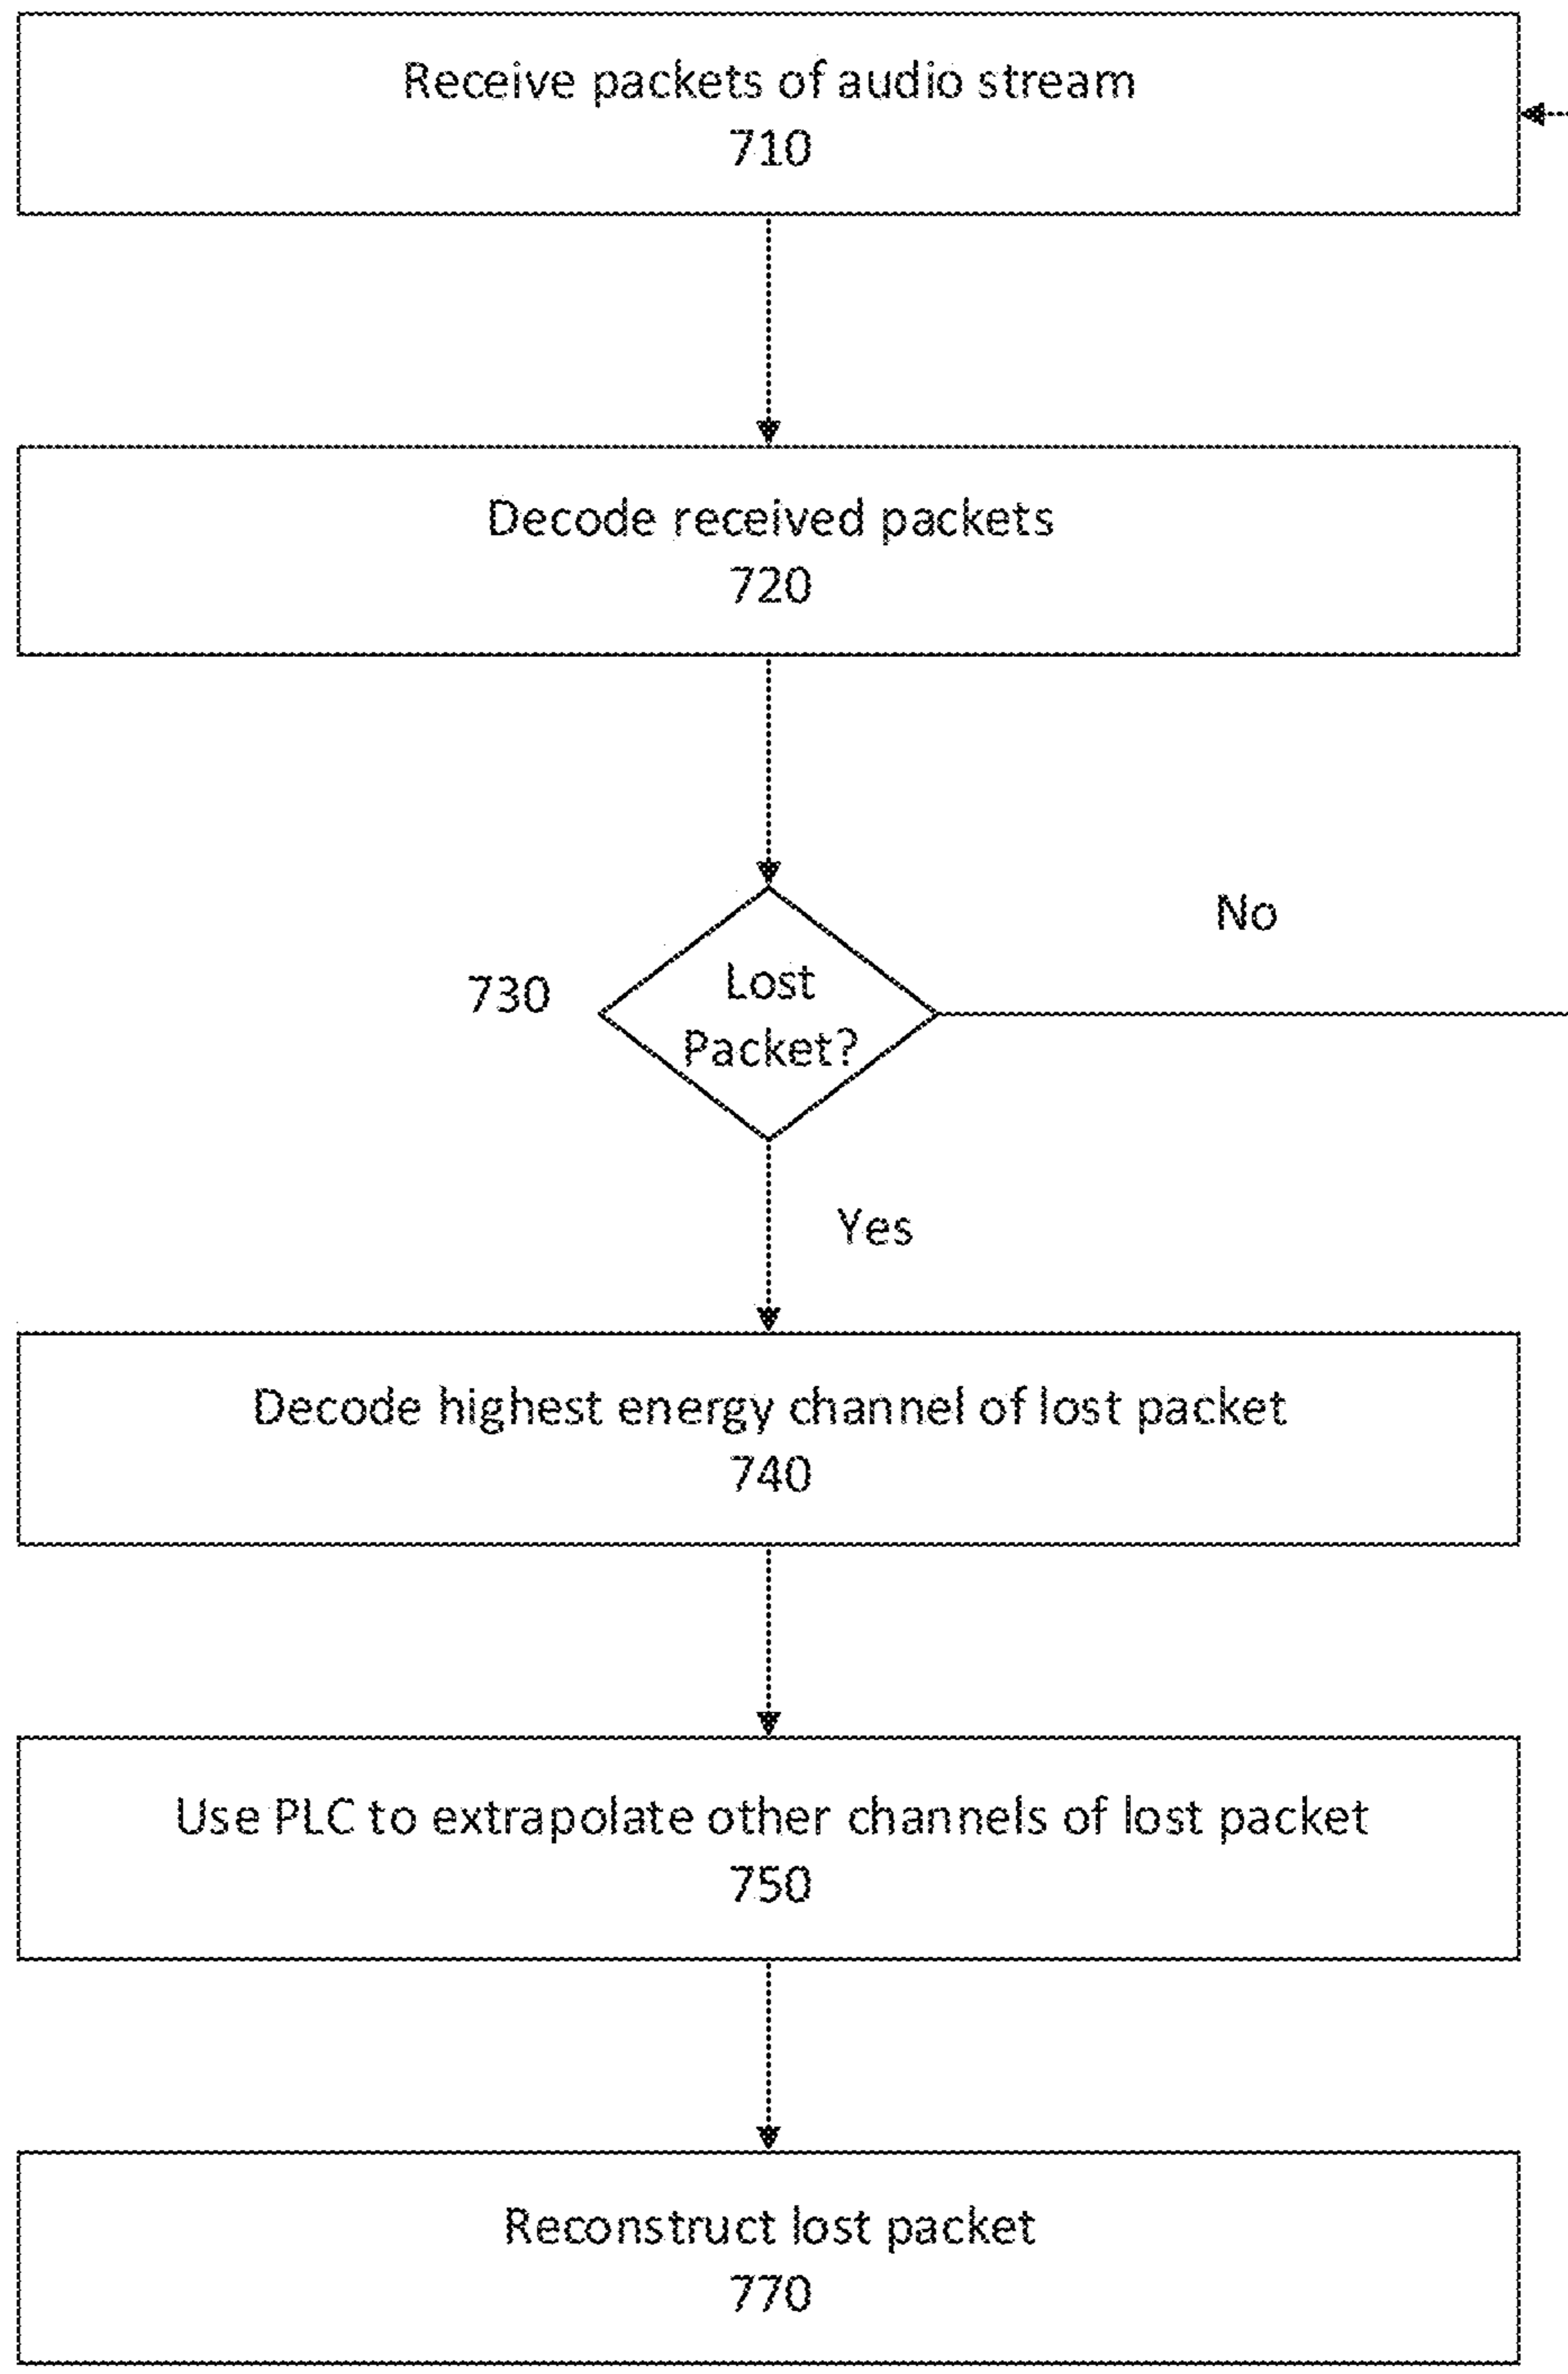 Receive packets of audio stream
710
Decode received packets
720
No
730
Lost
Packet?
Yes
Decode highest energy channel of lost packet
740
Use PLC to extrapolate other channels of lost packet
750
Reconstruct lost packet
770